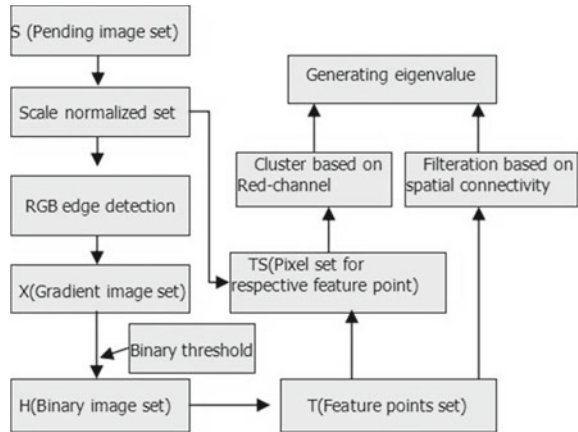 S (Pending image set)
Scale normalized set
RGB edge detection
X(Gradient image set)
Binary threshold
H(Binary image set)
T(Feature points set)
TS(Pixel set for
respective feature point)
Cluster based on
Red-channel
Filteration based on
spatial connectivity
Generating eigenvalue